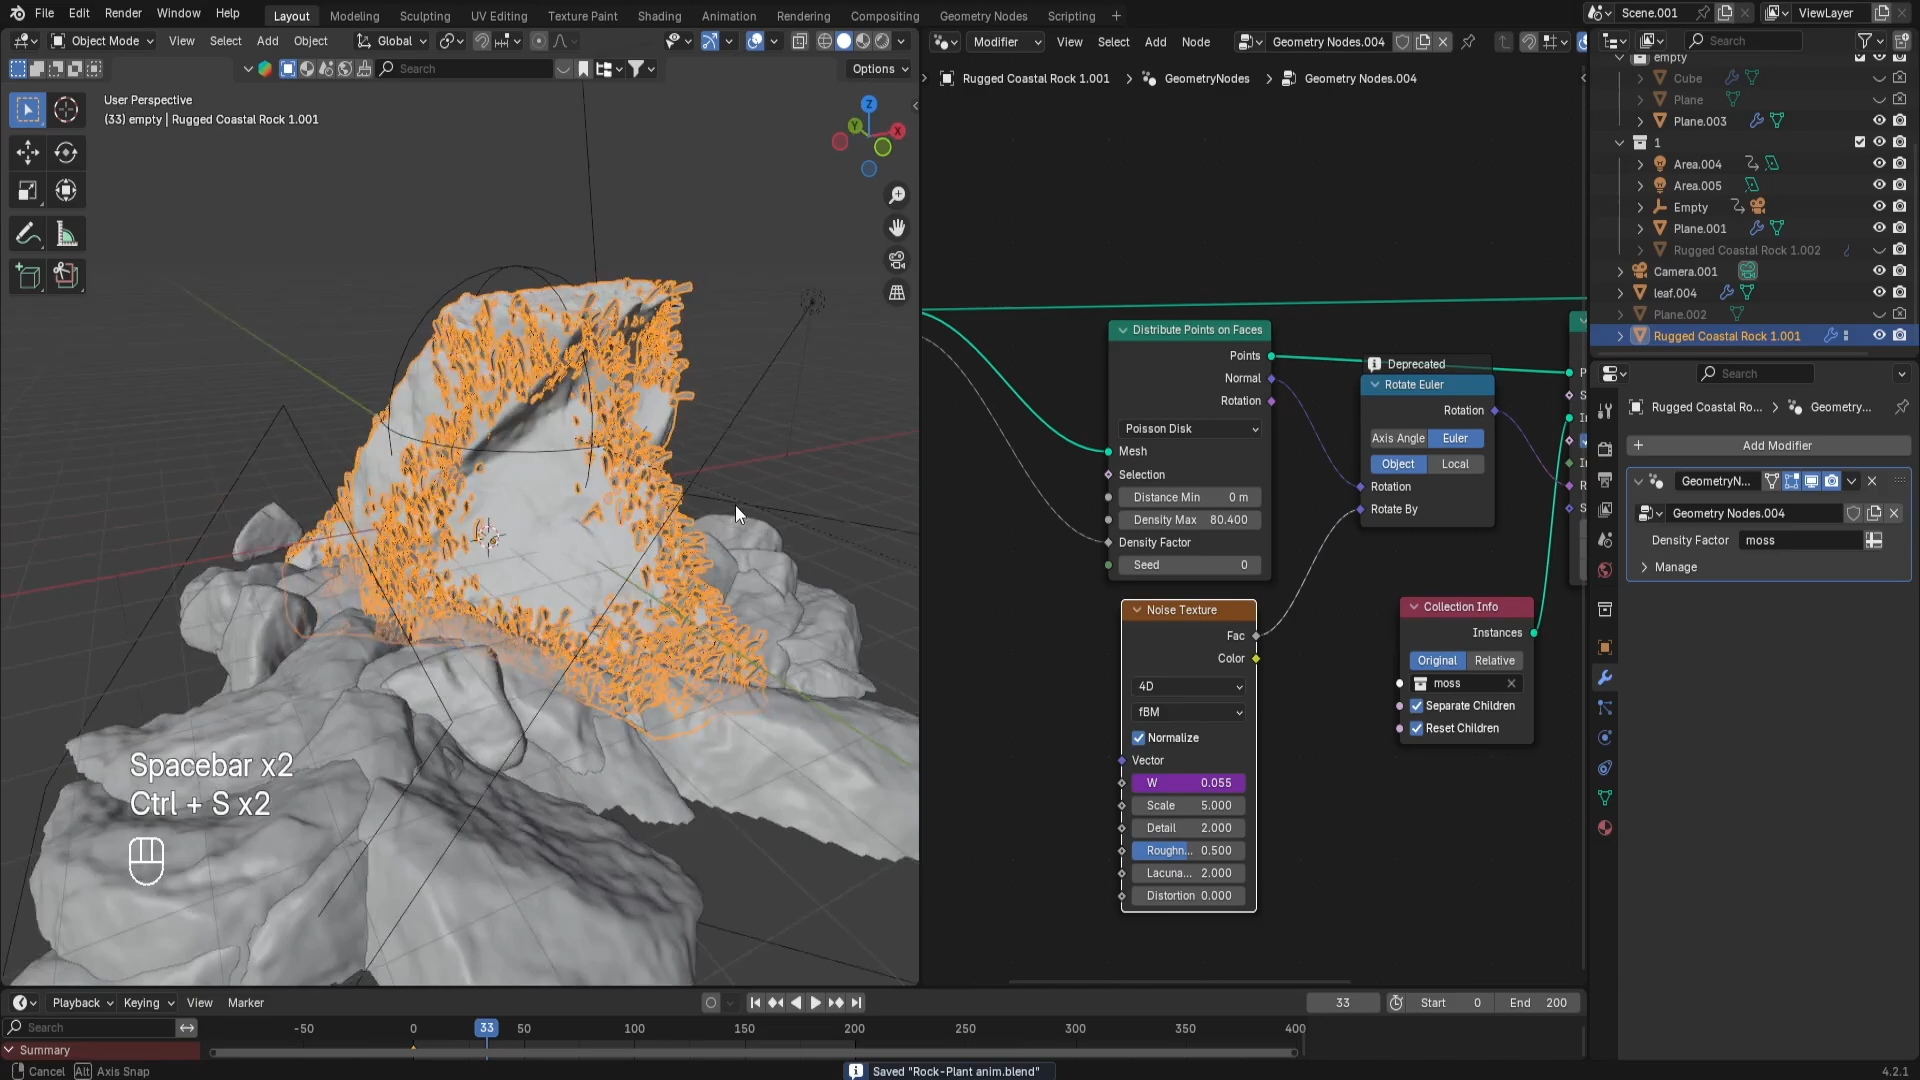 File Edit Render Window Help
Layout Modeling Sculpting UV Editing Texture Paint Shading Animation Rendering Compositing Geometry Nodes Scripting +
Scene.001
ViewLayer
Object Mode
View Select Add Object
Global
Search
Options
User Perspective
(33) empty | Rugged Coastal Rock 1.001
Z
Y
X
Spacebar x2
Ctrl + S x2
Modifier
View Select Add Node
Geometry Nodes.004
Rugged Coastal Rock 1.001 > GeometryNodes > Geometry Nodes.004
Distribute Points on Faces
Points
Normal
Rotation
Poisson Disk
Mesh
Selection
Distance Min 0 m
Density Max 80.400
Density Factor
Seed 0
Deprecated
Rotate Euler
Rotation
Axis Angle Euler
Object Local
Rotation
Rotate By
Noise Texture
Fac
Color
4D
fBM
Normalize
Vector
W 0.055
Scale 5.000
Detail 2.000
Roughn... 0.500
Lacuna... 2.000
Distortion 0.000
Collection Info
Instances
Original Relative
moss
Separate Children
Reset Children
Search
empty
Cube
Plane
Plane.003
1
Area.004
Area.005
Empty
Plane.001
Rugged Coastal Rock 1.002
Camera.001
leaf.004
Plane.002
Rugged Coastal Rock 1.001
Search
Rugged Coastal Ro... > Geometry...
+ Add Modifier
GeometryN...
Geometry Nodes.004
Density Factor moss
Manage
Playback Keying View Marker
33
Start 0 End 200
Search
-50 0 33 50 100 150 200 250 300 350 400
Summary
Cancel Alt Axis Snap
Saved "Rock-Plant anim.blend"
4.2.1